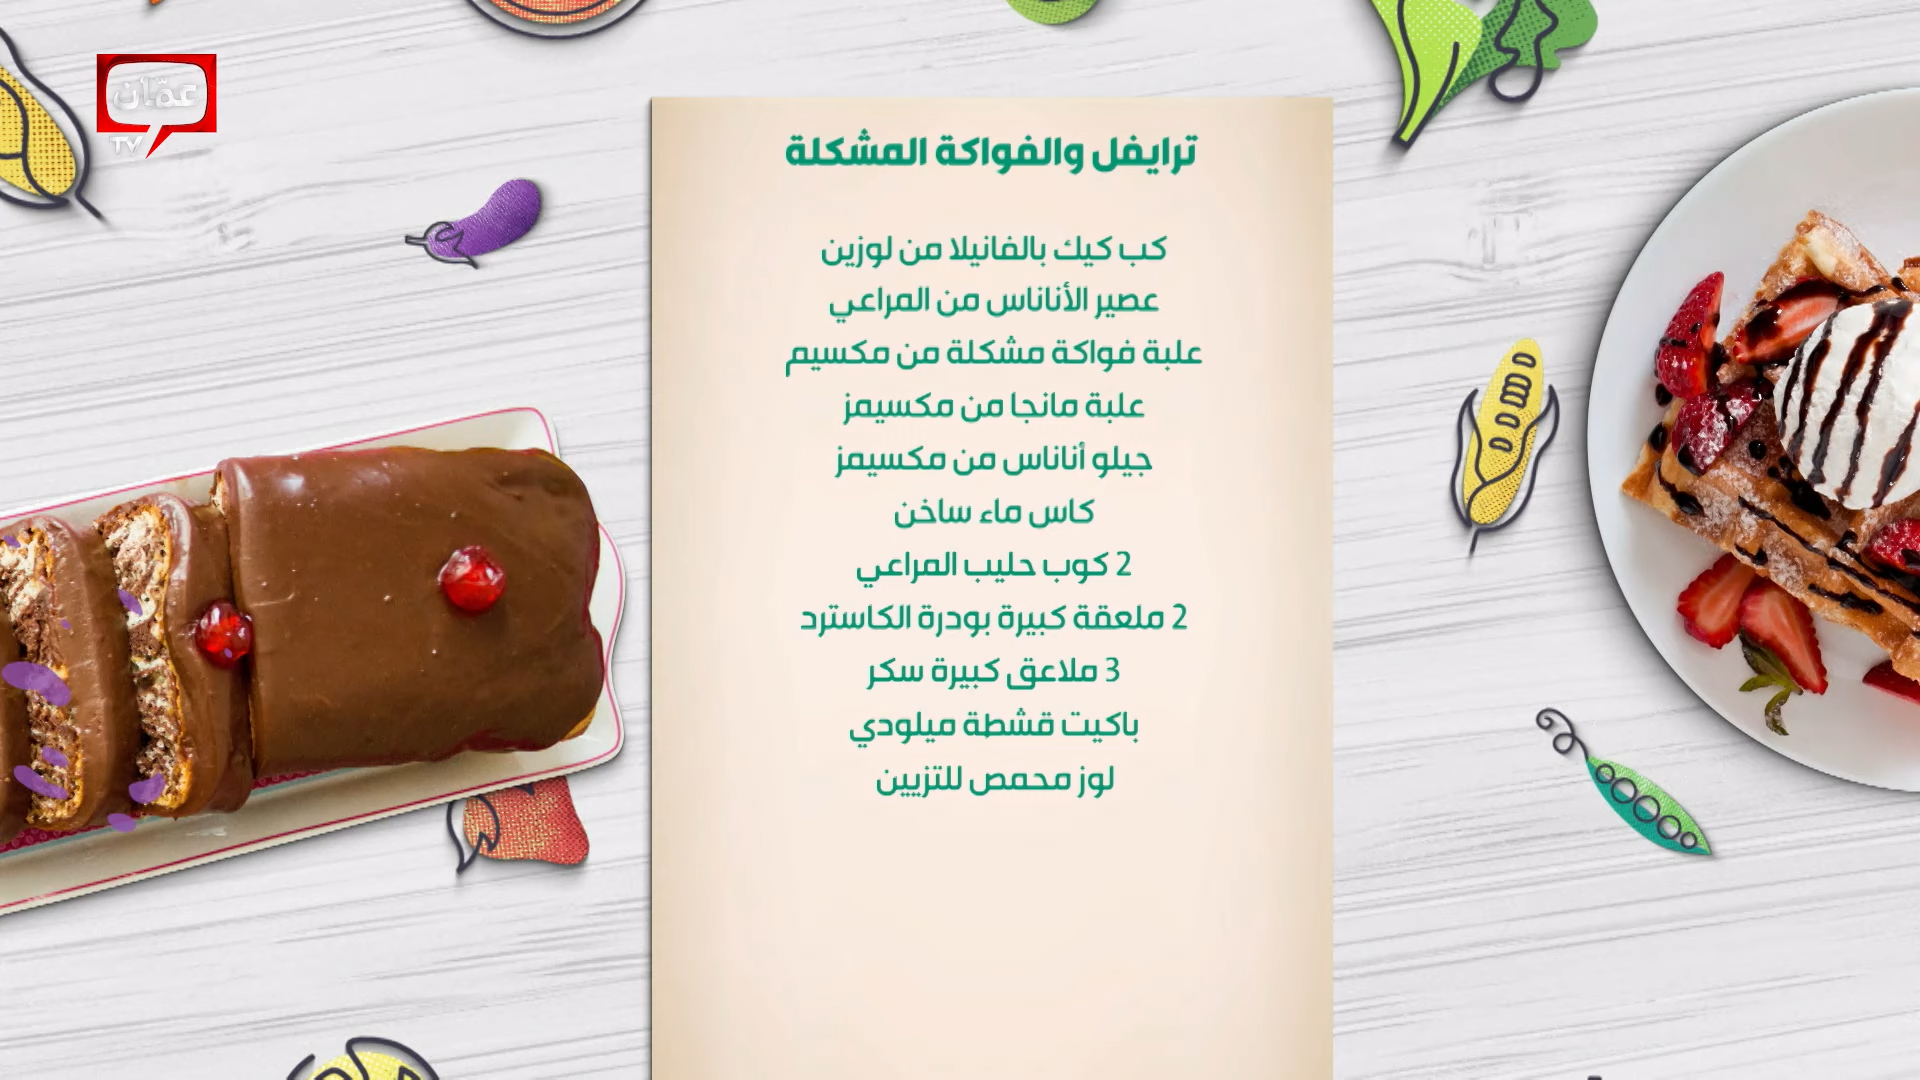 عمّان
TV
ترايفل والفواكة المشكلة
كب كيك بالفانيلا من لوزين
عصير الأناناس من المراعي
علبة فواكة مشكلة من مكسيم
علبة مانجا من مكسيمز
جيلو أناناس من مكسيمز
كاس ماء ساخن
2 كوب حليب المراعي
2 ملعقة كبيرة بودرة الكاسترد
3 ملاعق كبيرة سكر
باكيت قشطة ميلودي
لوز محمص للتزيين